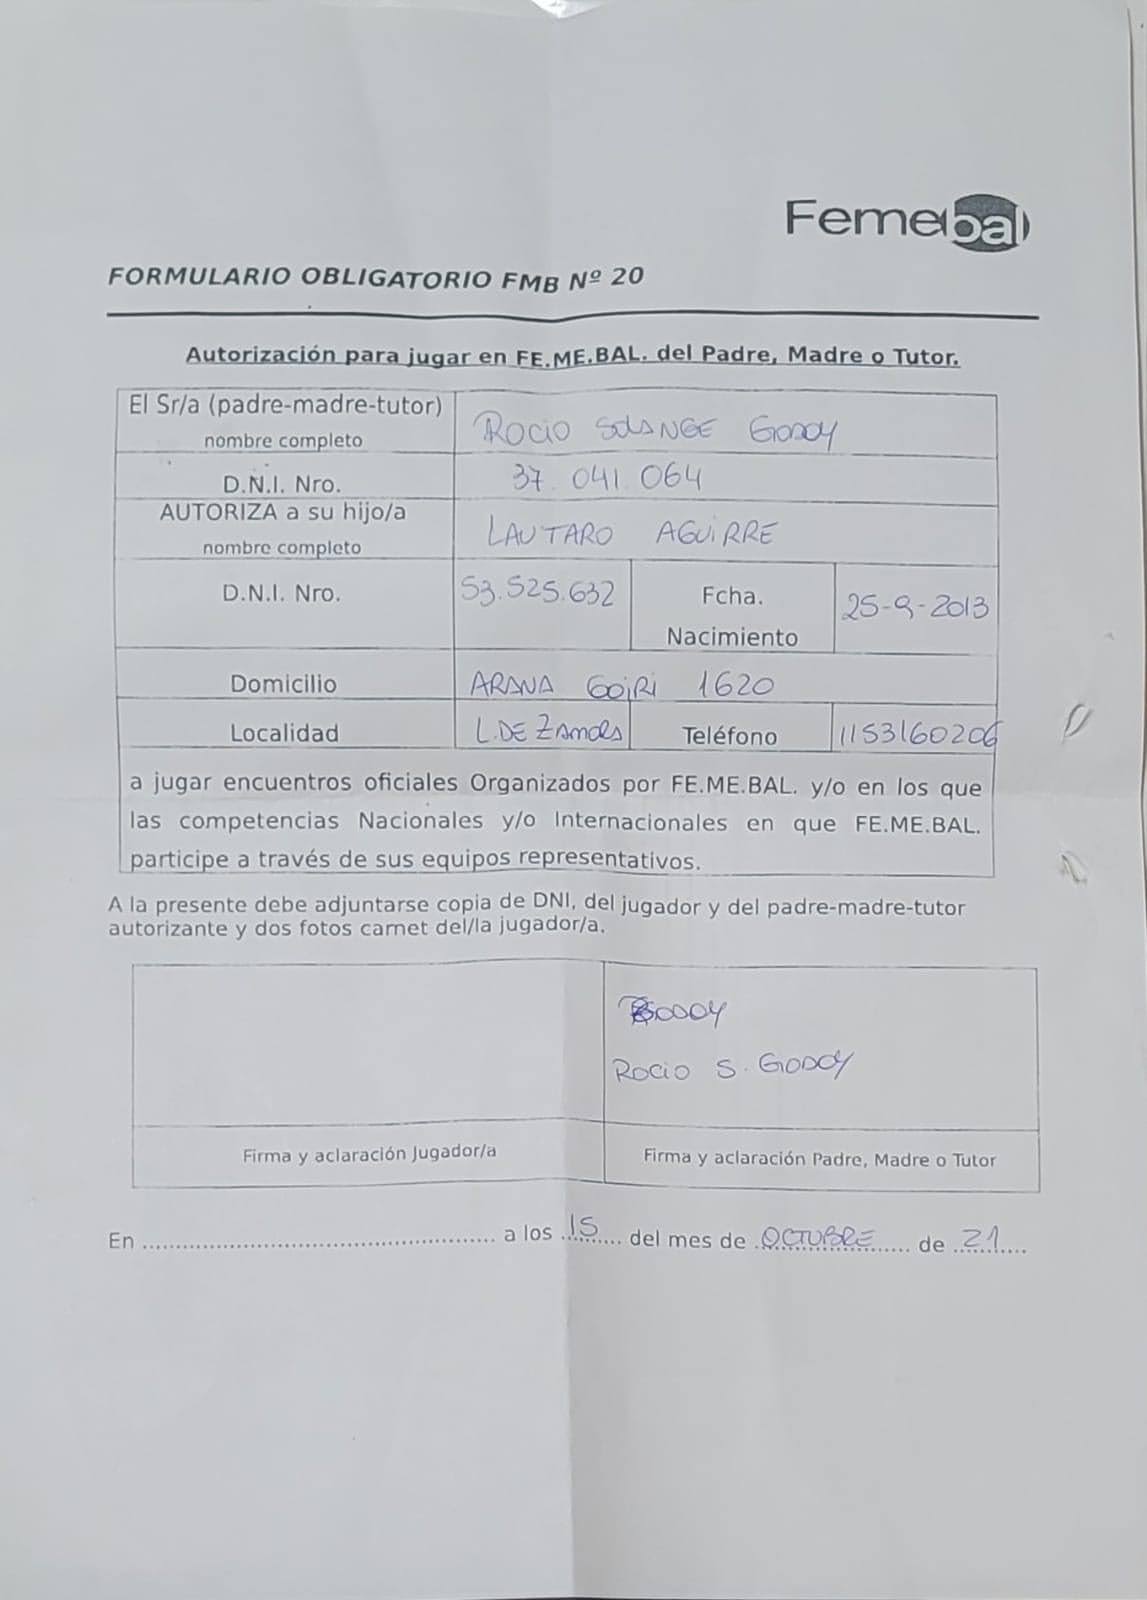 Femebal
FORMULARIO OBLIGATORIO FMB Nº 20
Autorización para jugar en FE.ME.BAL. del Padre, Madre o Tutor.
El Sr/a (padre-madre-tutor)
nombre completo
ROCIO SOLANGE GODOY
D.N.I. Nro.
37.041.064
AUTORIZA a su hijo/a
nombre completo
LAUTARO AGUIRRE
D.N.I. Nro.
53.525.632
Fcha.
Nacimiento
25-9-2013
Domicilio
ARANA GOIRI 1620
Localidad
L.DE ZAMORA
Teléfono
1153160206
a jugar encuentros oficiales Organizados por FE.ME.BAL. y/o en los que
las competencias Nacionales y/o Internacionales en que FE.ME.BAL.
participe a través de sus equipos representativos.
A la presente debe adjuntarse copia de DNI, del jugador y del padre-madre-tutor
autorizante y dos fotos carnet del/la jugador/a.
GODOY
ROCIO S. GODOY
Firma y aclaración Jugador/a
Firma y aclaración Padre, Madre o Tutor
En ........................................ a los 15 del mes de OCTUBRE de 21